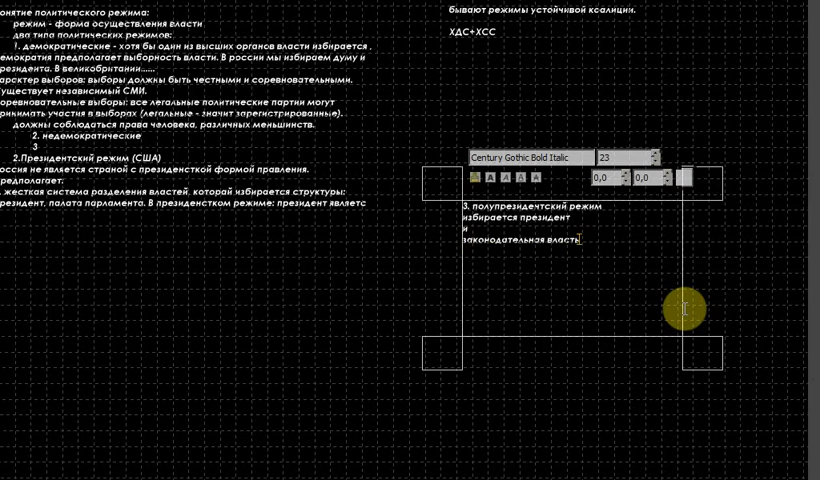 онятие политического режима:
режим - форма осуществления власти
два типа политических режимов:
1. демократические - хотя бы один из высших органов власти избирается .
емократия предполагает выборность власти. В россии мы избираем думу и
резидента. В великобритании......
арсктер выборов: выборы должны быть честными и соревновательными.
уществует независимый СМИ.
оревновательные выборы: все легальные политические партии могут
ринимать участия в выборах (легальные - значит зарегистрированные).
должны соблюдаться права человека, различных меньшинств.
2. недемократические
3
2.Президентский режим (США)
оссия не является страной с президенсткой формой правления.
редполагает:
. жесткая система разделения властей, которай избирается структуры:
резидент, палата парламента. В президенстком режиме: президент являетс
бывают режимы устойчивой коалиции.
ХДС+ХСС
Century Gothic Bold Italic 23
A A A A A 0,0 0,0
3. полупрезидентский режим
избирается президент
и
законодательная власть